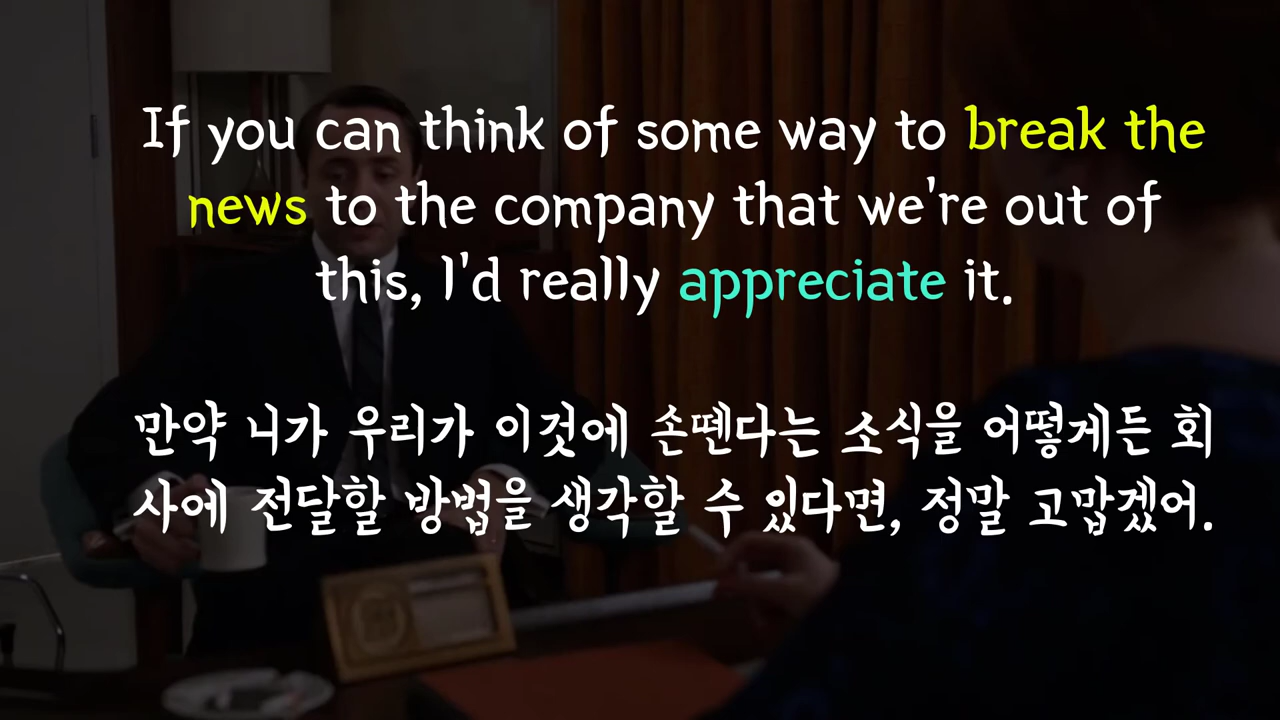 If you can think of some way to break the
news to the company that we're out of
this, I'd really appreciate it.
만약 니가 우리가 이것에 손뗀다는 소식을 어떻게든 회
사에 전달할 방법을 생각할 수 있다면, 정말 고맙겠어.